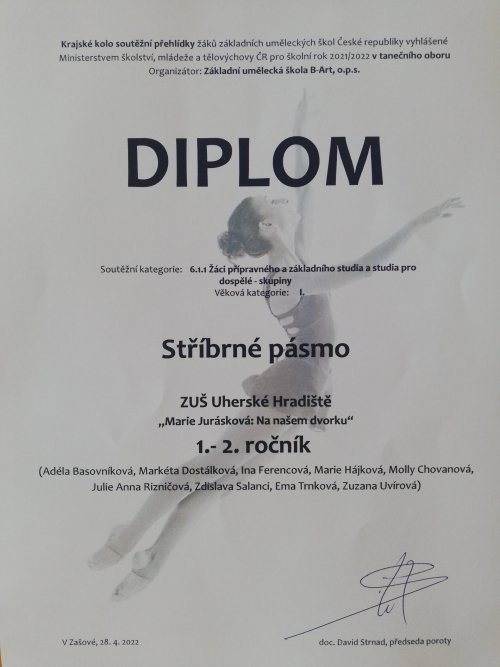 Krajské kolo soutěžní přehlídky žáků základních uměleckých škol České republiky vyhlášené
Ministerstvem školství, mládeže a tělovýchovy ČR pro školní rok 2021/2022 v tanečního oboru
Organizátor: Základní umělecká škola B-Art, o.p.s.
DIPLOM
Soutěžní kategorie: 6.1.1 Žáci přípravného a základního studia a studia pro
dospělé - skupiny
Věková kategorie: I.
Stříbrné pásmo
ZUŠ Uherské Hradiště
„Marie Jurásková: Na našem dvorku“
1.- 2. ročník
(Adéla Basovníková, Markéta Dostálková, Ina Ferencová, Marie Hájková, Molly Chovanová,
Julie Anna Rizničová, Zdislava Salanci, Ema Trnková, Zuzana Uvírová)
V Zašové, 28. 4. 2022
doc. David Strnad, předseda poroty